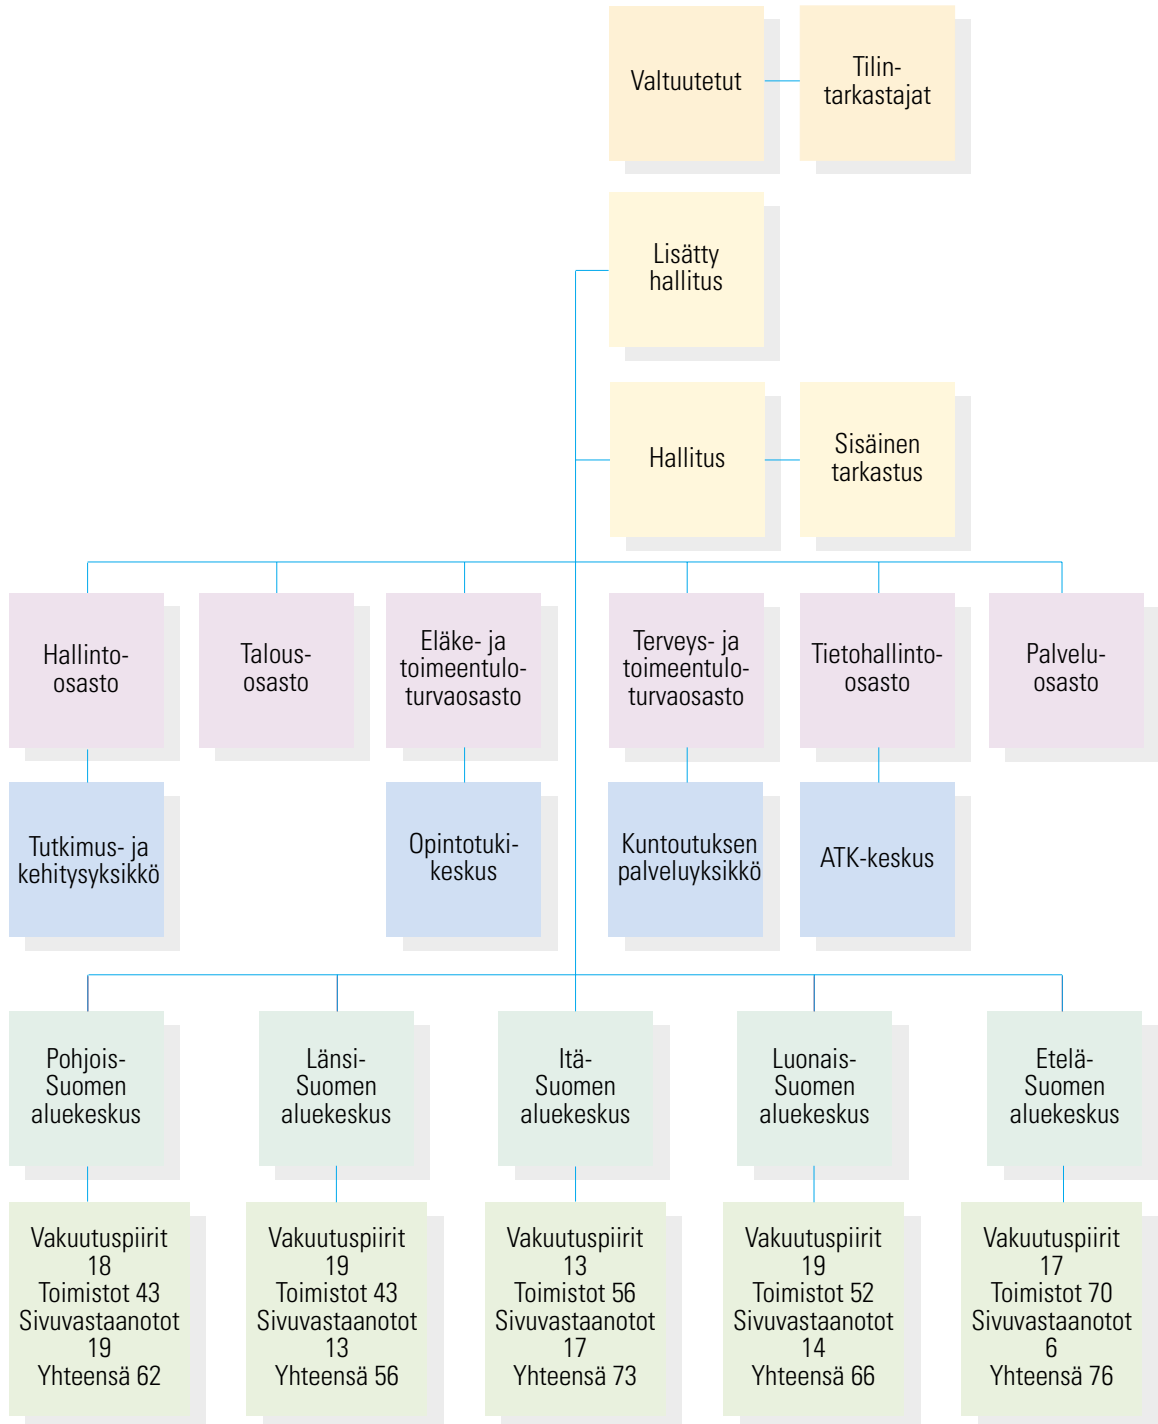 Valtuutetut
Tilin-
tarkastajat
Lisätty
hallitus
Hallitus
Sisäinen
tarkastus
Hallinto-
osasto
Talous-
osasto
Eläke- ja
toimeentulo-
turvaosasto
Terveys- ja
toimeentulo-
turvaosasto
Tietohallinto-
osasto
Palvelu-
osasto
Tutkimus- ja
kehitysyksikkö
Opintotuki-
keskus
Kuntoutuksen
palveluyksikkö
ATK-keskus
Pohjois-
Suomen
aluekeskus
Länsi-
Suomen
aluekeskus
Itä-
Suomen
aluekeskus
Luonais-
Suomen
aluekeskus
Etelä-
Suomen
aluekeskus
Vakuutuspiirit
18
Toimistot 43
Sivuvastaanotot
19
Yhteensä 62
Vakuutuspiirit
19
Toimistot 43
Sivuvastaanotot
13
Yhteensä 56
Vakuutuspiirit
13
Toimistot 56
Sivuvastaanotot
17
Yhteensä 73
Vakuutuspiirit
19
Toimistot 52
Sivuvastaanotot
14
Yhteensä 66
Vakuutuspiirit
17
Toimistot 70
Sivuvastaanotot
6
Yhteensä 76